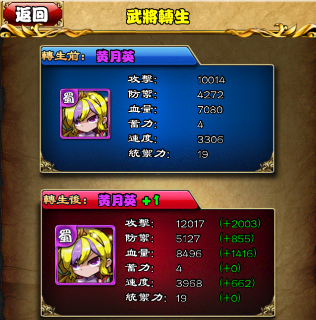 返回
武將轉生
轉生前： 黃月英
蜀
攻擊： 10014
防禦： 4272
血量： 7080
蓄力： 4
速度： 3306
統禦力： 19
轉生後： 黃月英 +1
蜀
攻擊： 12017 (+2003)
防禦： 5127 (+855)
血量： 8496 (+1416)
蓄力： 4 (+0)
速度： 3968 (+662)
統禦力： 19 (+0)